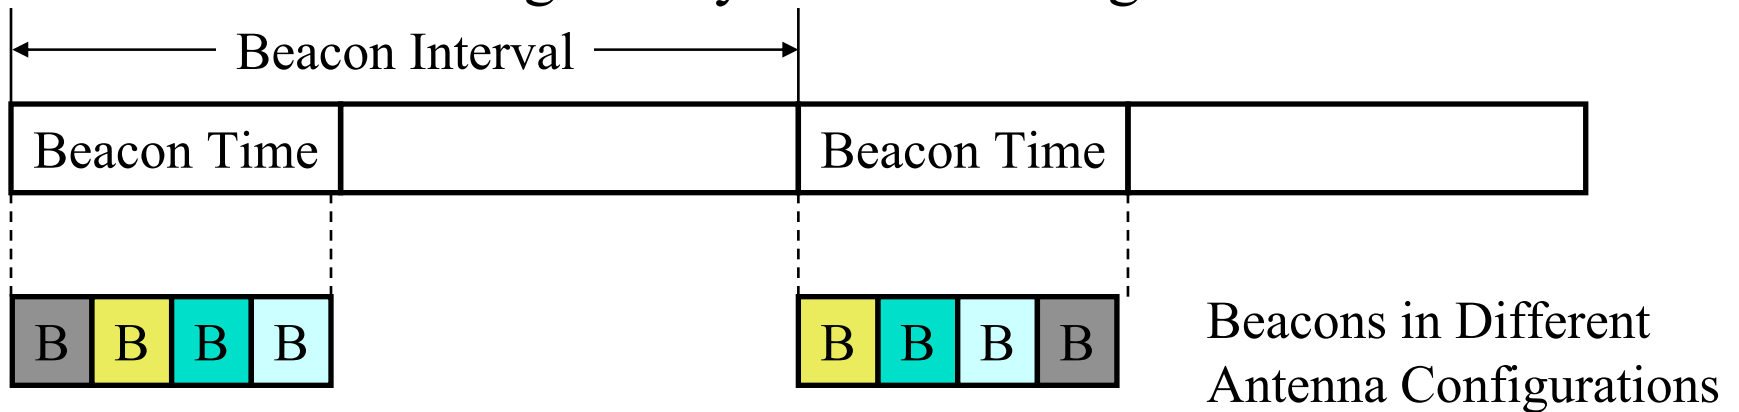 Beacon Interval
Beacon Time
Beacon Time
B B B B
B B B B
Beacons in Different
Antenna Configurations